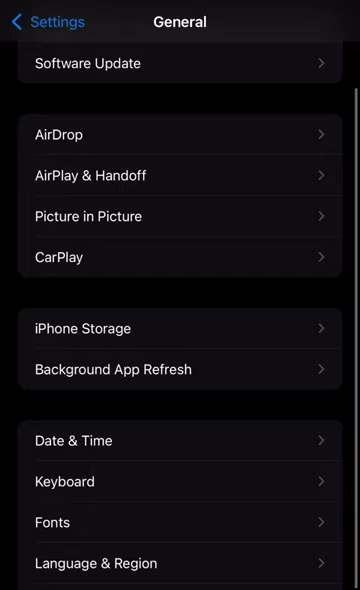 Settings
General
Software Update
AirDrop
AirPlay & Handoff
Picture in Picture
CarPlay
iPhone Storage
Background App Refresh
Date & Time
Keyboard
Fonts
Language & Region